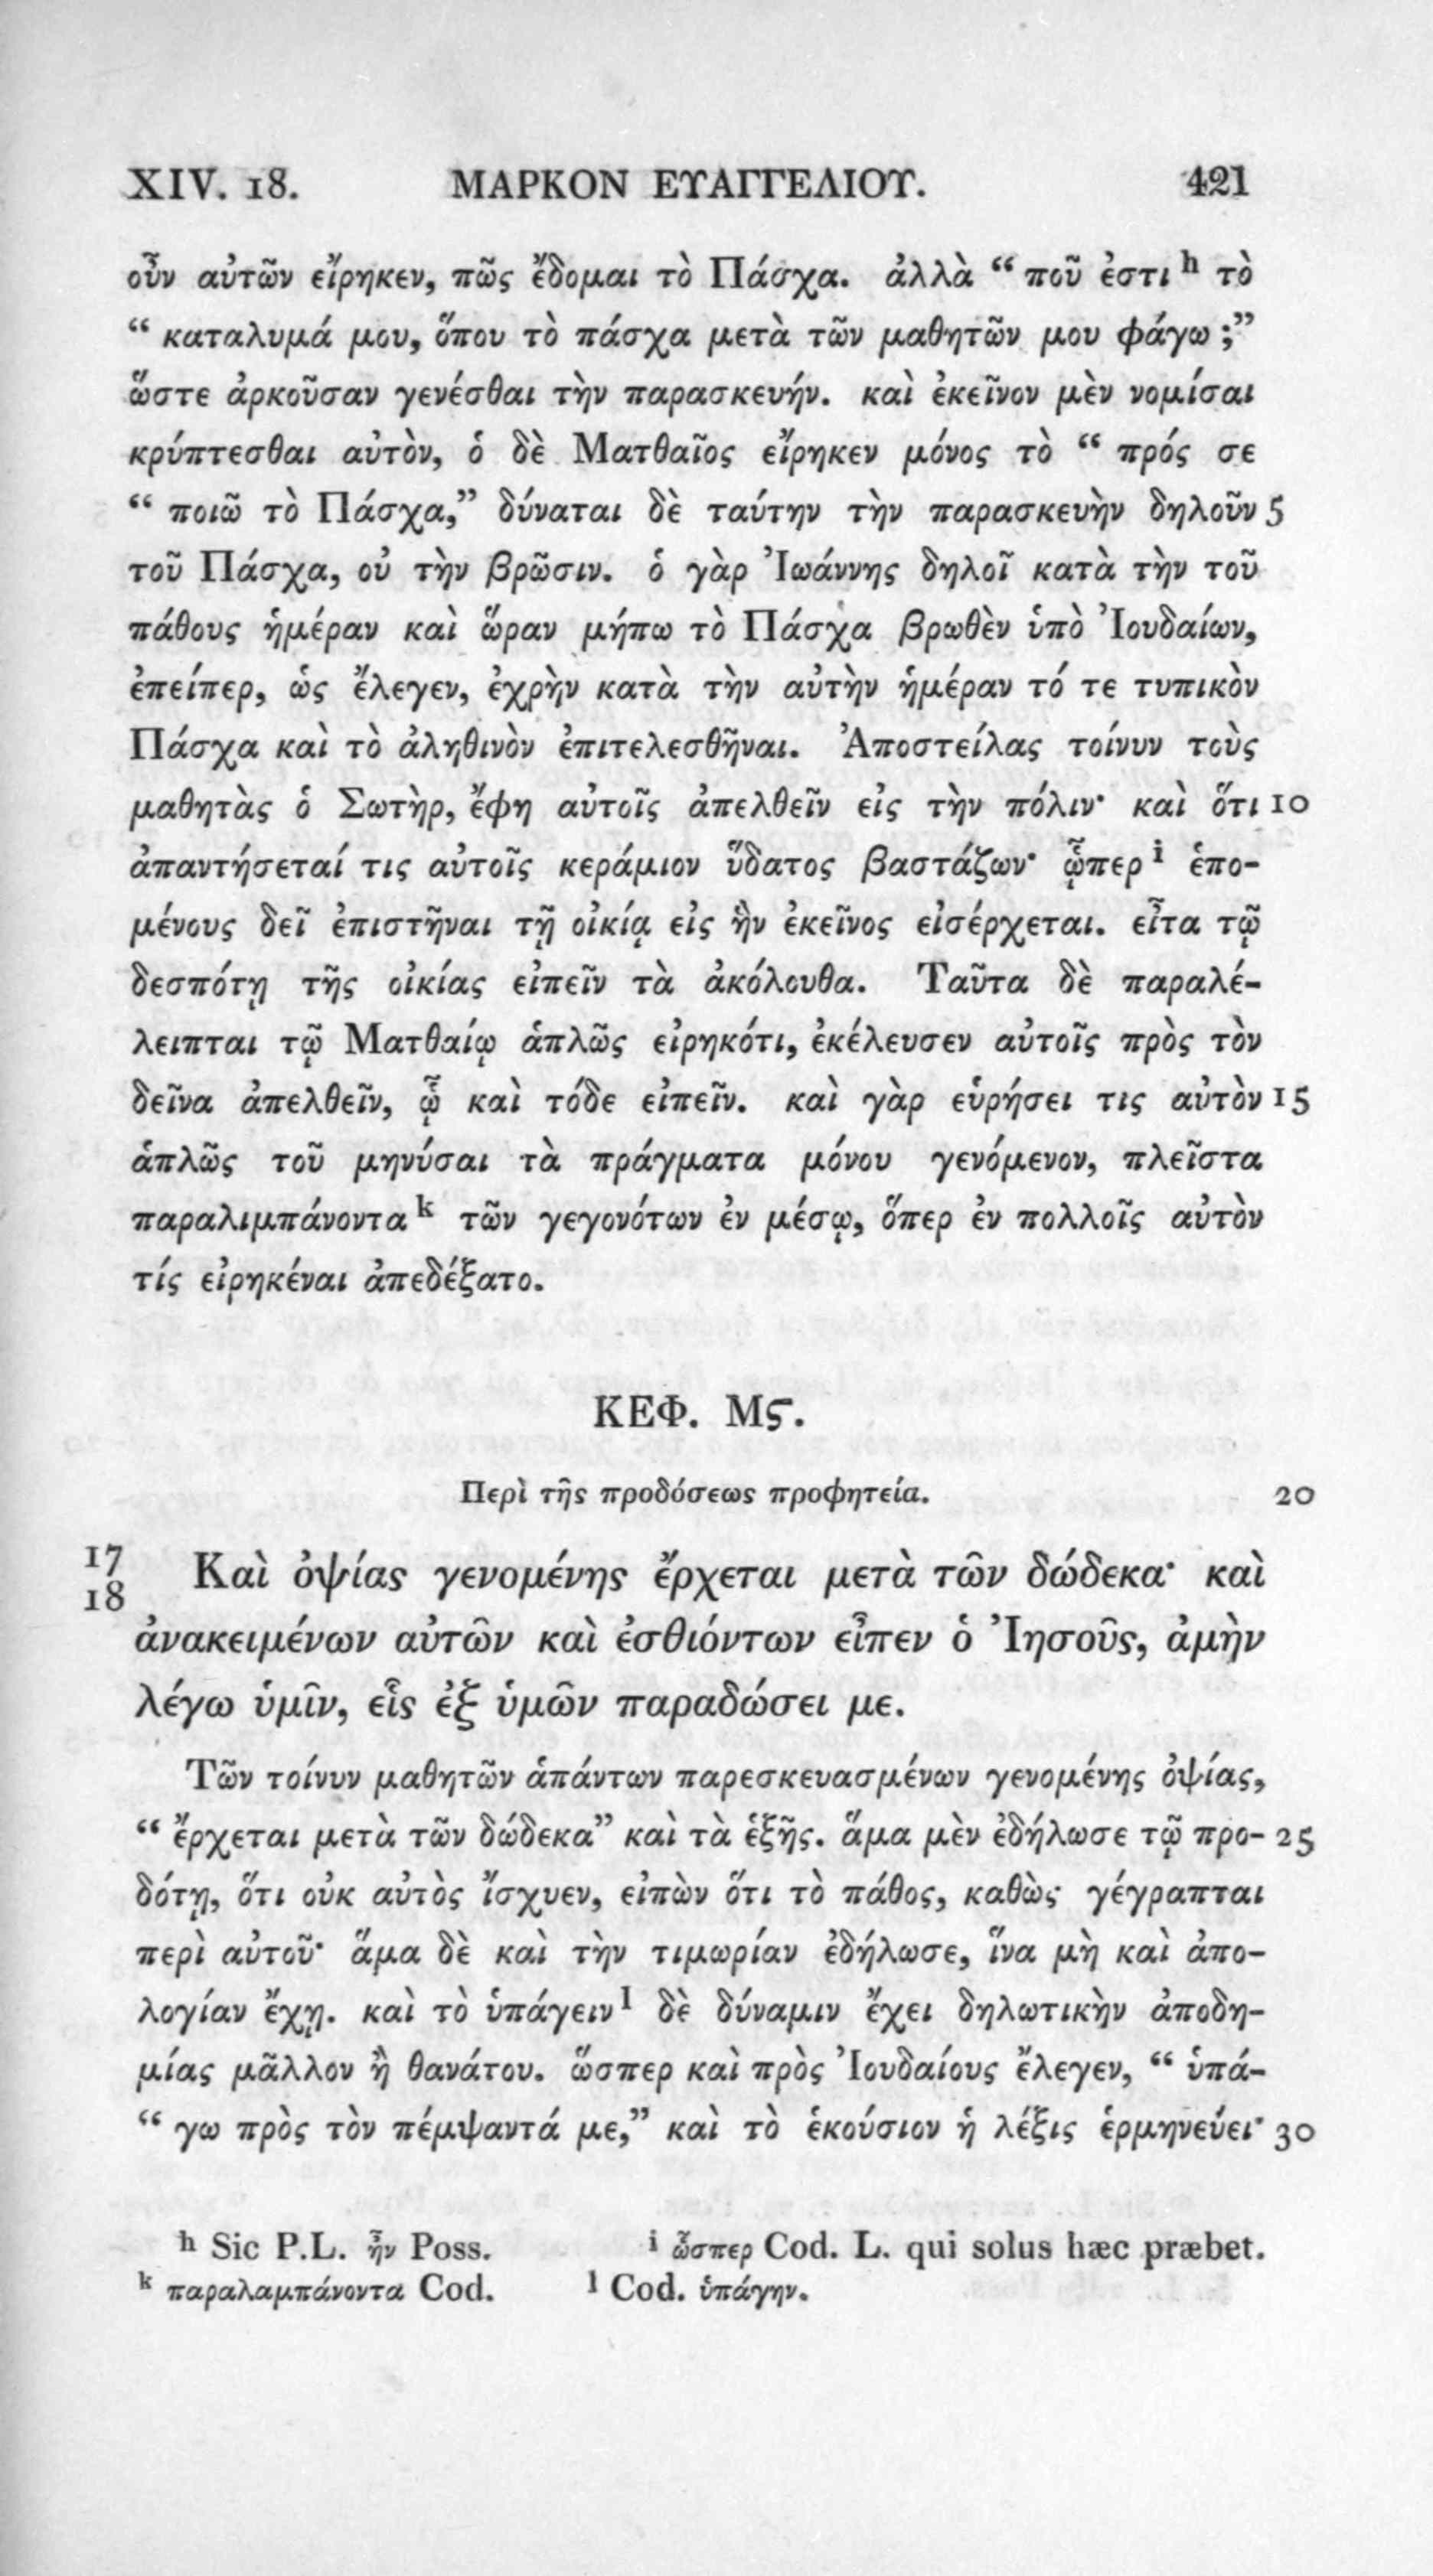 XIV. 18. ΜΑΡΚΟΝ ΕΥΑΓΓΕΛΙΟΥ. 421
οὖν αὐτῶν εἴρηκεν, πῶς ἔδομαι τὸ Πάσχα. ἀλλὰ “ ποῦ ἐστι h τὸ
“ καταλυμά μου, ὅπου τὸ πάσχα μετὰ τῶν μαθητῶν μου φάγω ;”
ὥστε ἀρκοῦσαν γενέσθαι τὴν παρασκευήν. καὶ ἐκεῖνον μὲν νομίσαι
κρύπτεσθαι αὐτὸν, ὁ δὲ Ματθαῖος εἴρηκεν μόνος τὸ “ πρός σε
“ ποιῶ τὸ Πάσχα,” δύναται δὲ ταύτην τὴν παρασκευὴν δηλοῦν 5
τοῦ Πάσχα, οὐ τὴν βρῶσιν. ὁ γὰρ Ἰωάννης δηλοῖ κατὰ τὴν τοῦ
πάθους ἡμέραν καὶ ὥραν μήπω τὸ Πάσχα βρωθὲν ὑπὸ Ἰουδαίων,
ἐπείπερ, ὡς ἔλεγεν, ἐχρὴν κατὰ τὴν αὐτὴν ἡμέραν τό τε τυπικὸν
Πάσχα καὶ τὸ ἀληθινὸν ἐπιτελεσθῆναι. Ἀποστείλας τοίνυν τοὺς
μαθητὰς ὁ Σωτὴρ, ἔφη αὐτοῖς ἀπελθεῖν εἰς τὴν πόλιν· καὶ ὅτι 10
ἀπαντήσεταί τις αὐτοῖς κεράμιον ὕδατος βαστάζων· ᾧπερ i ἑπο-
μένους δεῖ ἐπιστῆναι τῇ οἰκίᾳ εἰς ἣν ἐκεῖνος εἰσέρχεται. εἶτα τῷ
δεσπότῃ τῆς οἰκίας εἰπεῖν τὰ ἀκόλουθα. Ταῦτα δὲ παραλέ-
λειπται τῷ Ματθαίῳ ἁπλῶς εἰρηκότι, ἐκέλευσεν αὐτοῖς πρὸς τὸν
δεῖνα ἀπελθεῖν, ᾧ καὶ τόδε εἰπεῖν. καὶ γὰρ εὑρήσει τις αὐτὸν 15
ἁπλῶς τοῦ μηνύσαι τὰ πράγματα μόνου γενόμενον, πλεῖστα
παραλιμπάνοντα k τῶν γεγονότων ἐν μέσῳ, ὅπερ ἐν πολλοῖς αὐτὸν
τίς εἰρηκέναι ἀπεδέξατο.
ΚΕΦ. Μϛ.
Περὶ τῆς προδόσεως προφητεία. 20
17 Καὶ ὀψίας γενομένης ἔρχεται μετὰ τῶν δώδεκα· καὶ
18 ἀνακειμένων αὐτῶν καὶ ἐσθιόντων εἶπεν ὁ Ἰησοῦς, ἀμὴν
λέγω ὑμῖν, εἷς ἐξ ὑμῶν παραδώσει με.
Τῶν τοίνυν μαθητῶν ἁπάντων παρεσκευασμένων γενομένης ὀψίας,
“ ἔρχεται μετὰ τῶν δώδεκα” καὶ τὰ ἑξῆς. ἅμα μὲν ἐδήλωσε τῷ προ- 25
δότῃ, ὅτι οὐκ αὐτὸς ἴσχυεν, εἰπὼν ὅτι τὸ πάθος, καθὼς γέγραπται
περὶ αὐτοῦ· ἅμα δὲ καὶ τὴν τιμωρίαν ἐδήλωσε, ἵνα μὴ καὶ ἀπο-
λογίαν ἔχῃ. καὶ τὸ ὑπάγειν l δὲ δύναμιν ἔχει δηλωτικὴν ἀποδη-
μίας μᾶλλον ἢ θανάτου. ὥσπερ καὶ πρὸς Ἰουδαίους ἔλεγεν, “ ὑπά-
“ γω πρὸς τὸν πέμψαντά με,” καὶ τὸ ἑκούσιον ἡ λέξις ἑρμηνεύει· 30
h Sic P.L. ἦν Poss. i ὧσπερ Cod. L. qui solus hæc præbet.
k παραλαμπάνοντα Cod. l Cod. ὑπάγην.